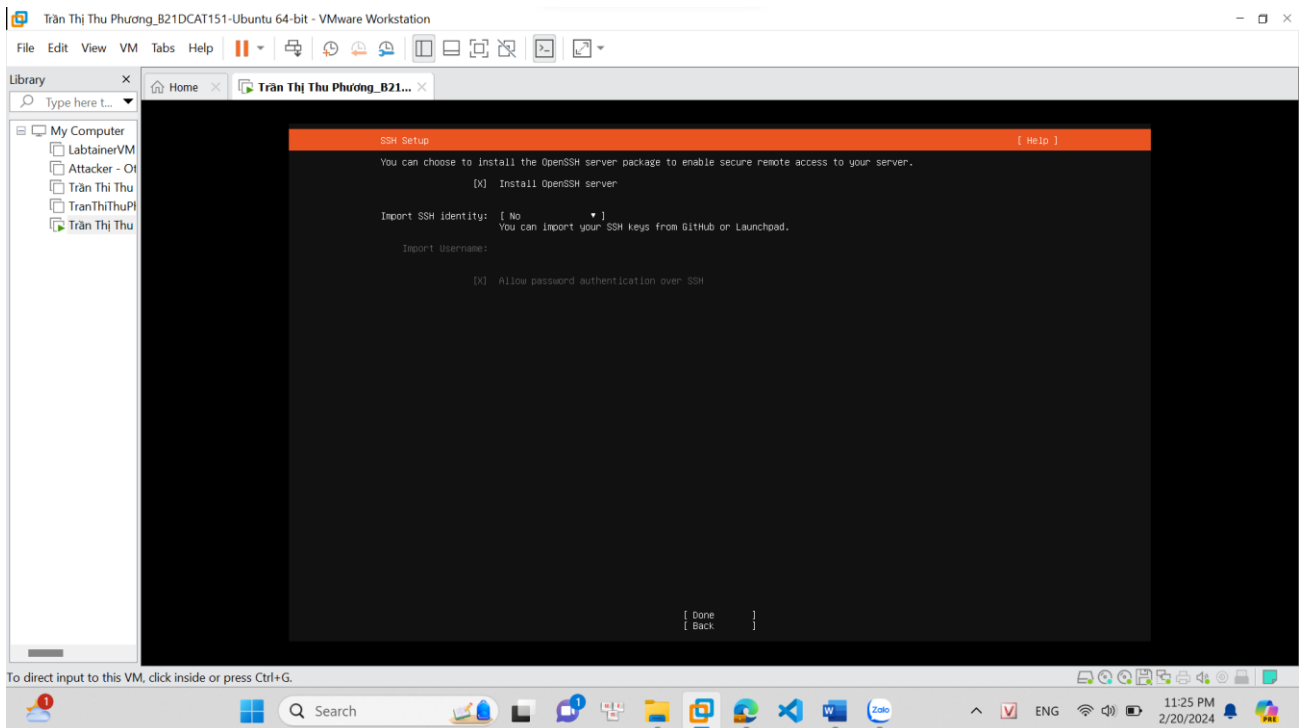 Trần Thị Thu Phương_B21DCAT151-Ubuntu 64-bit - VMware Workstation
File Edit View VM Tabs Help
Library
Home
Trần Thị Thu Phương_B21...
Type here t...
My Computer
LabtainerVM
Attacker - Ot
Trần Thi Thu
TranThiThuPh
Trần Thị Thu
SSH Setup [ Help ]
You can choose to install the OpenSSH server package to enable secure remote access to your server.
[X] Install OpenSSH server
Import SSH identity: [ No ▾ ]
You can import your SSH keys from GitHub or Launchpad.
Import Username:
[X] Allow password authentication over SSH
[ Done ]
[ Back ]
To direct input to this VM, click inside or press Ctrl+G.
1
Search
1
Zalo
V
ENG
11:25 PM
2/20/2024
PRE